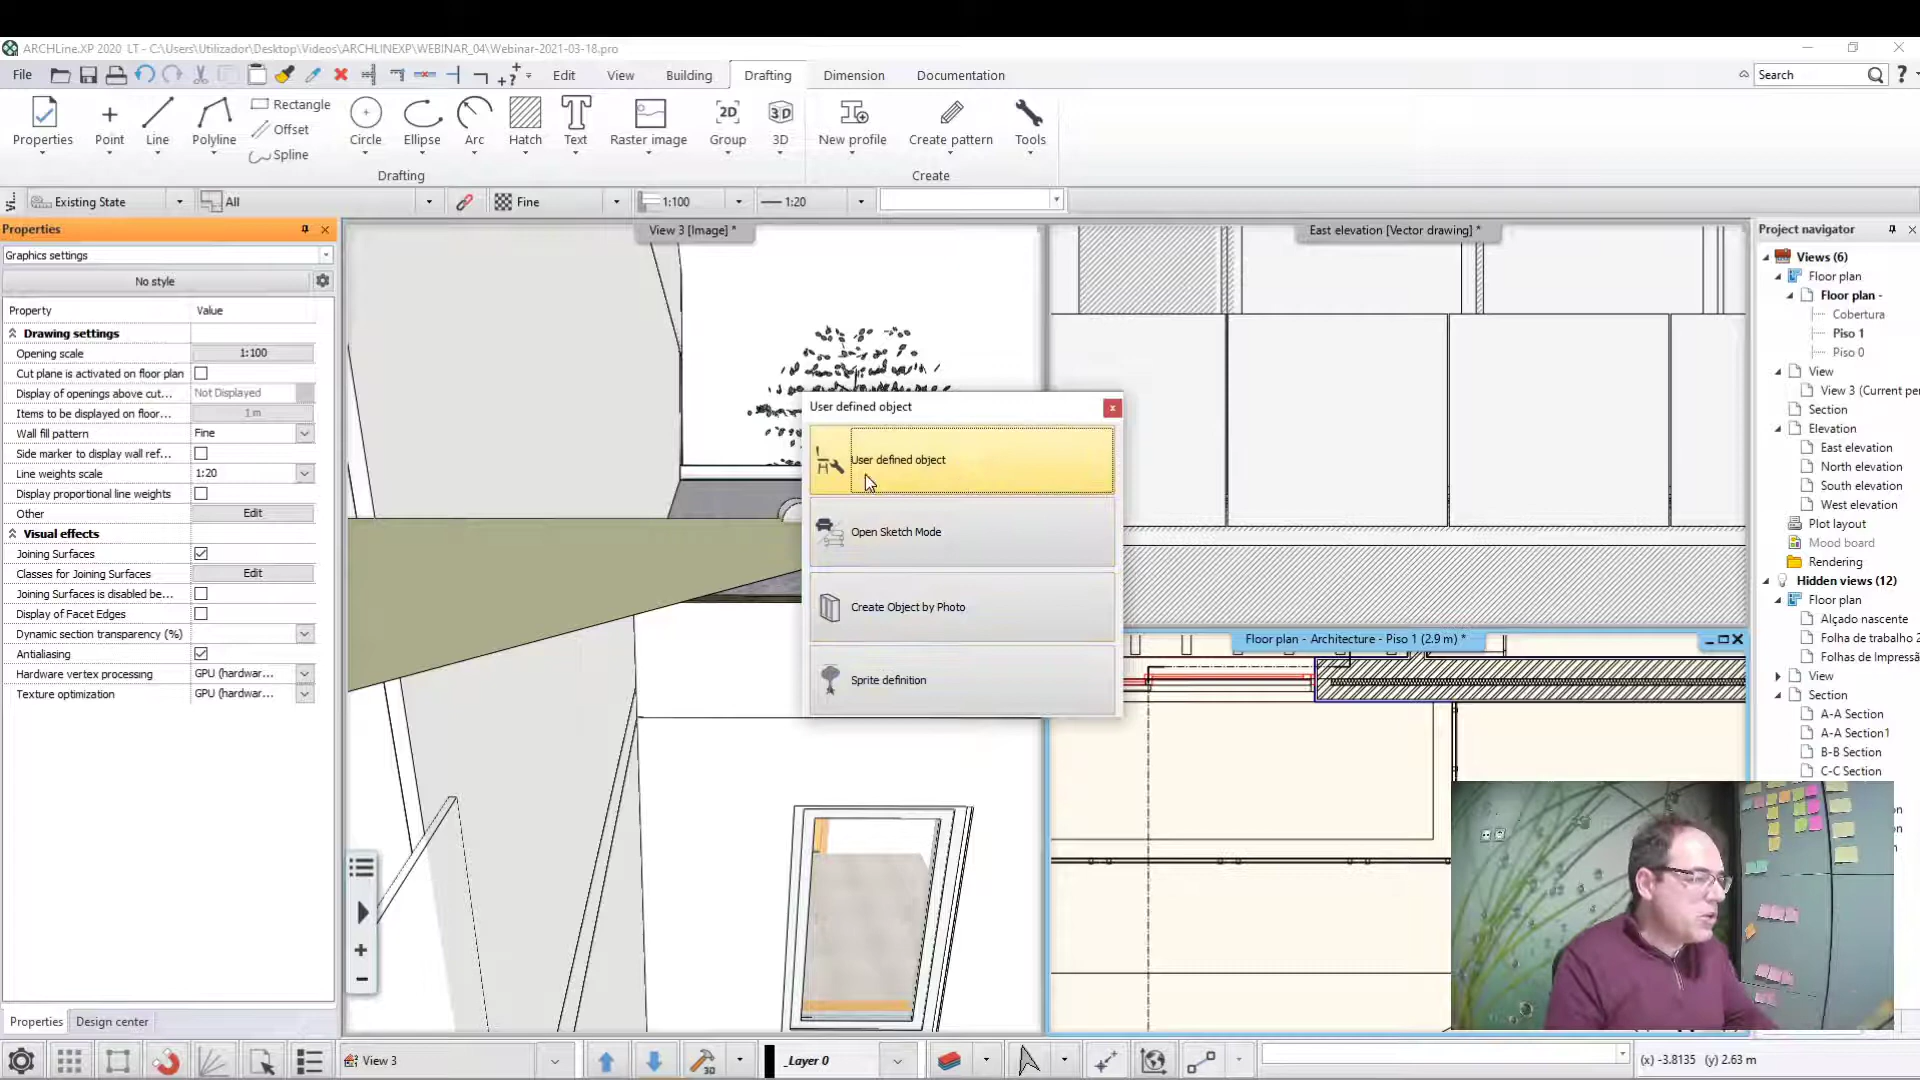 ARCHLine.XP 2020  LT - C:\Users\Utilizador\Desktop\Videos\ARCHLINEXP\WEBINAR_04\Webinar-2021-03-18.pro
File Edit View Building Drafting Dimension Documentation Search ?
Properties Point Line Polyline Rectangle Offset Spline Circle Ellipse Arc Hatch Text Raster image 2D Group 3D 3D New profile Create pattern Tools
Drafting Create
Existing State All Fine 1:100 1:20
Properties
Graphics settings
No style
Property Value
Drawing settings
Opening scale 1:100
Cut plane is activated on floor plan
Display of openings above cut... Not Displayed
Items to be displayed on floor... 1 m
Wall fill pattern Fine
Side marker to display wall ref...
Line weights scale 1:20
Display proportional line weights
Other Edit
Visual effects
Joining Surfaces
Classes for Joining Surfaces Edit
Joining Surfaces is disabled be...
Display of Facet Edges
Dynamic section transparency (%)
Antialiasing
Hardware vertex processing GPU (hardwar...
Texture optimization GPU (hardwar...
Properties Design center
View 3 [Image] *
East elevation [Vector drawing] *
User defined object
User defined object
Open Sketch Mode
Create Object by Photo
Sprite definition
Floor plan - Architecture - Piso 1 (2.9 m) *
Project navigator
Views (6)
Floor plan
Floor plan -
Cobertura
Piso 1
Piso 0
View
View 3 (Current pe
Section
Elevation
East elevation
North elevation
South elevation
West elevation
Plot layout
Mood board
Rendering
Hidden views (12)
Floor plan
Alçado nascente
Folha de trabalho 2
Folhas de Impressã
View
Section
A-A Section
A-A Section1
B-B Section
C-C Section
View 3 3D _Layer 0 (x) -3.8135 (y) 2.63 m